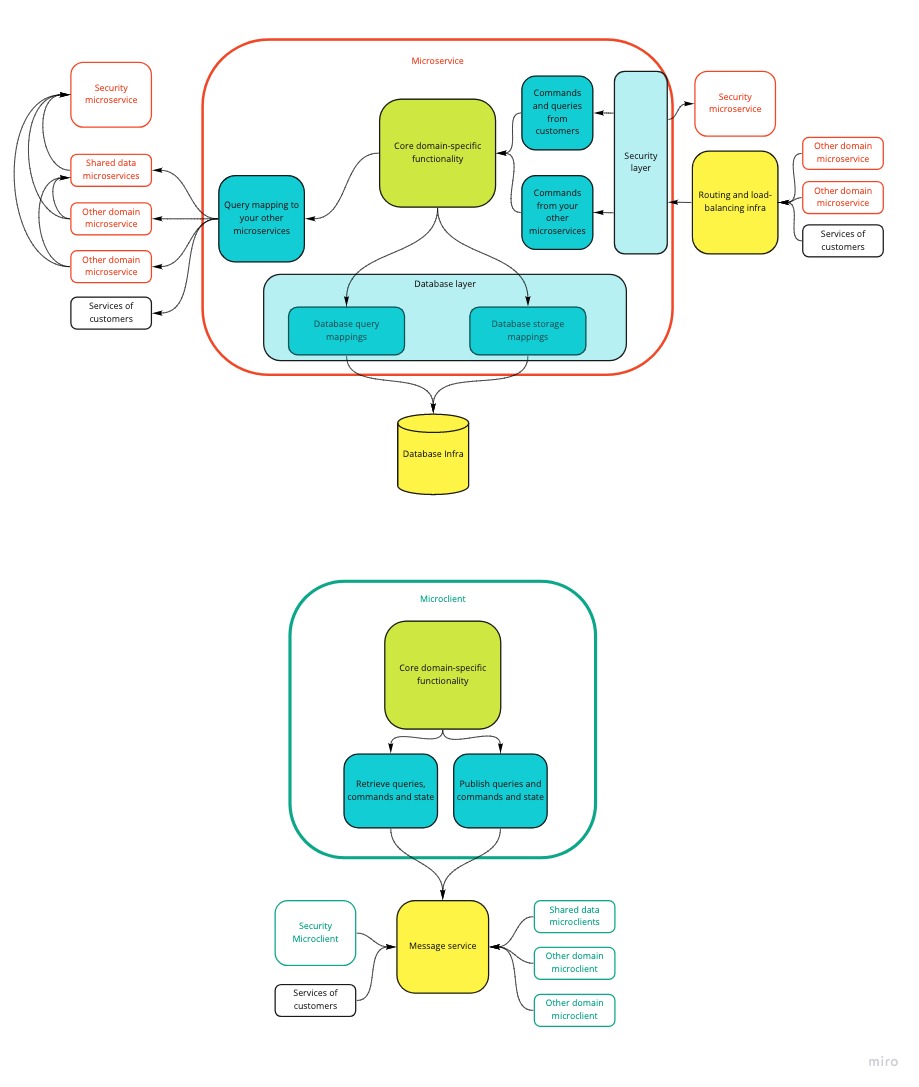 Microservice
Security
microservice
Shared data
microservices
Other domain
microservice
Other domain
microservice
Services of
customers
Query mapping to
your other
microservices
Core domain-specific
functionality
Commands
and queries
from
customers
Commands
from your
other
microservices
Security
layer
Security
microservice
Routing and load-
balancing infra
Other domain
microservice
Other domain
microservice
Services of
customers
Database layer
Database query
mappings
Database storage
mappings
Database Infra
Microclient
Core domain-specific
functionality
Retrieve queries,
commands and state
Publish queries and
commands and state
Security
Microclient
Services of
customers
Message service
Shared data
microclients
Other domain
microclient
Other domain
microclient
miro